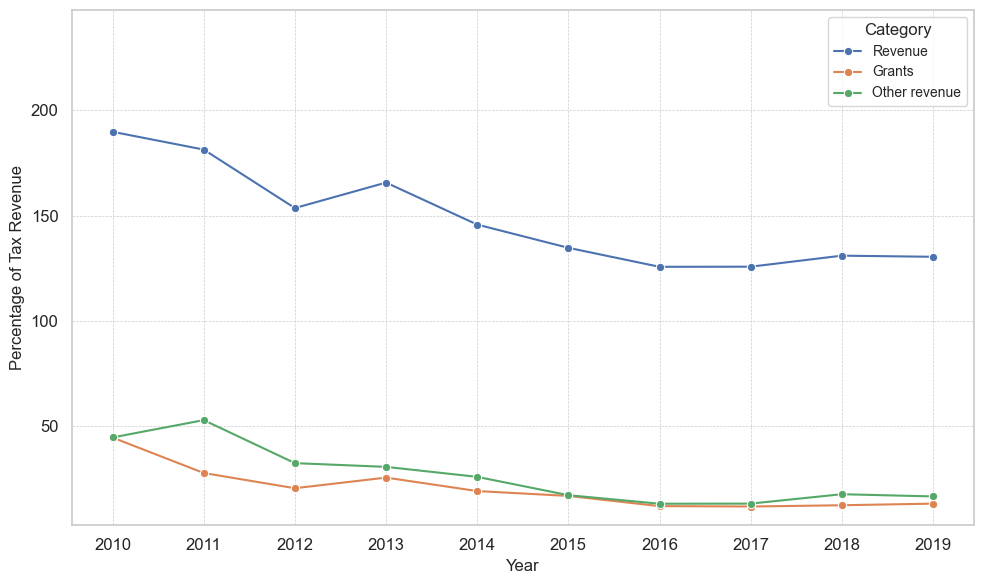 Category
Revenue
Grants
Other revenue
Percentage of Tax Revenue
200
150
100
50
2010 2011 2012 2013 2014 2015 2016 2017 2018 2019
Year